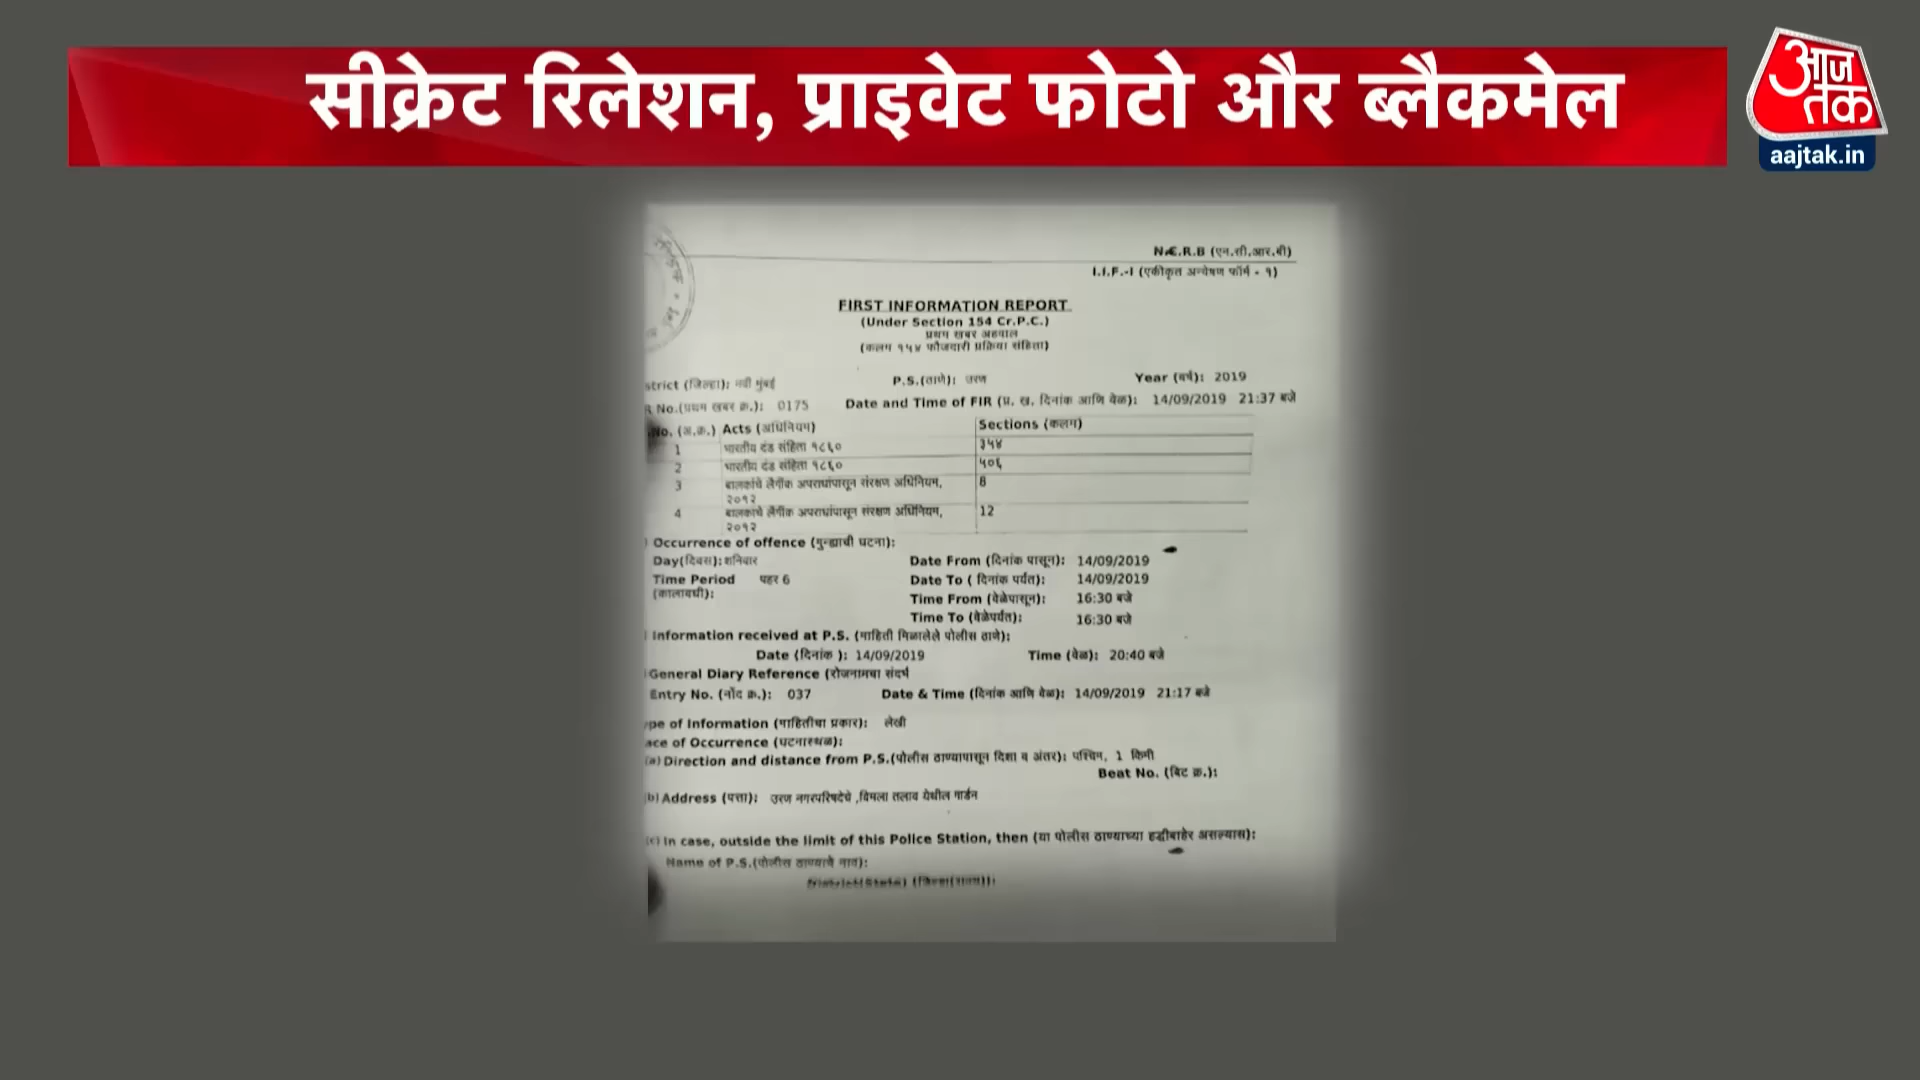 सीक्रेट रिलेशन, प्राइवेट फोटो और ब्लैकमेल
आज तक
aajtak.in
N.C.R.B (एन.सी.आर.बी)
I.I.F.-I (एकीकृत अन्वेषण फॉर्म - १)
FIRST INFORMATION REPORT
(Under Section 154 Cr.P.C.)
प्रथम खबर अहवाल
(कलम १५४ फौजदारी प्रक्रिया संहिता)
strict (जिल्हा): नवी मुंबई P.S.(ठाणे): उरण Year (वर्ष): 2019
R No.(प्रथम खबर क्र.): 0175 Date and Time of FIR (प्र. ख. दिनांक आणि वेळ): 14/09/2019 21:37 बजे
No. (अ.क्र.) Acts (अधिनियम) Sections (कलम)
1 भारतीय दंड संहिता १८६० ३५४
2 भारतीय दंड संहिता १८६० ५०६
3 बालकांचे लैंगीक अपराधांपासून संरक्षण अधिनियम, 8
२०१२
4 बालकांचे लैंगीक अपराधांपासून संरक्षण अधिनियम, 12
२०१२
Occurrence of offence (गुन्ह्याची घटना):
Day(दिवस): शनिवार Date From (दिनांक पासून): 14/09/2019
Time Period पहर 6 Date To ( दिनांक पर्यंत): 14/09/2019
(कालावधी): Time From (वेळेपासून): 16:30 बजे
Time To (वेळेपर्यंत): 16:30 बजे
Information received at P.S. (माहिती मिळालेले पोलीस ठाणे):
Date (दिनांक ): 14/09/2019 Time (वेळ): 20:40 बजे
General Diary Reference (रोजनामचा संदर्भ
Entry No. (नोंद क्र.): 037 Date & Time (दिनांक आणि वेळ): 14/09/2019 21:17 बजे
ype of Information (माहितीचा प्रकार): लेखी
ace of Occurrence (घटनास्थळ):
(a) Direction and distance from P.S.(पोलीस ठाण्यापासून दिशा व अंतर): पश्चिम, 1 किमी
Beat No. (बिट क्र.):
(b) Address (पत्ता): उरण नगरपरिषदेचे ,विमला तलाव येथील गार्डन
(c) In case, outside the limit of this Police Station, then (या पोलीस ठाण्याच्या हद्दीबाहेर असल्यास):
Name of P.S.(पोलीस ठाण्याचे नाव):
District(State) (जिल्हा(राज्य)):